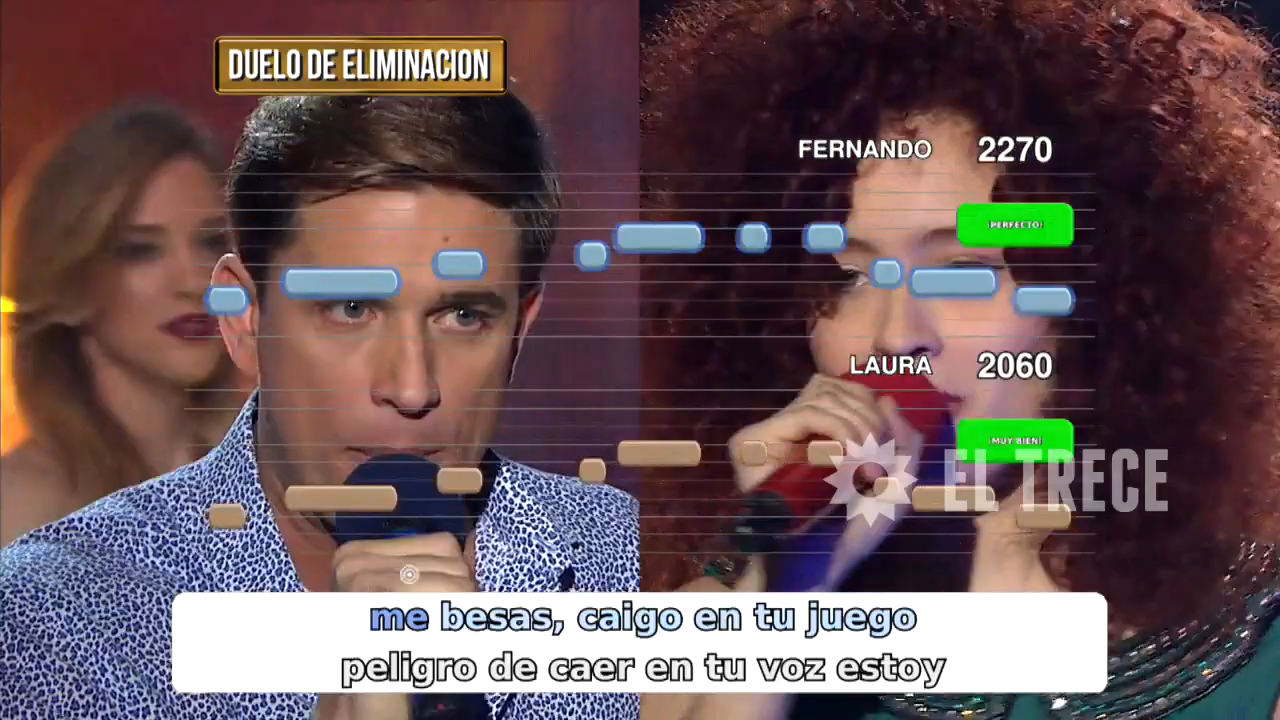 DUELO DE ELIMINACION
FERNANDO 2270
¡PERFECTO!
LAURA 2060
¡MUY BIEN!
EL TRECE
me besas, caigo en tu juego
peligro de caer en tu voz estoy